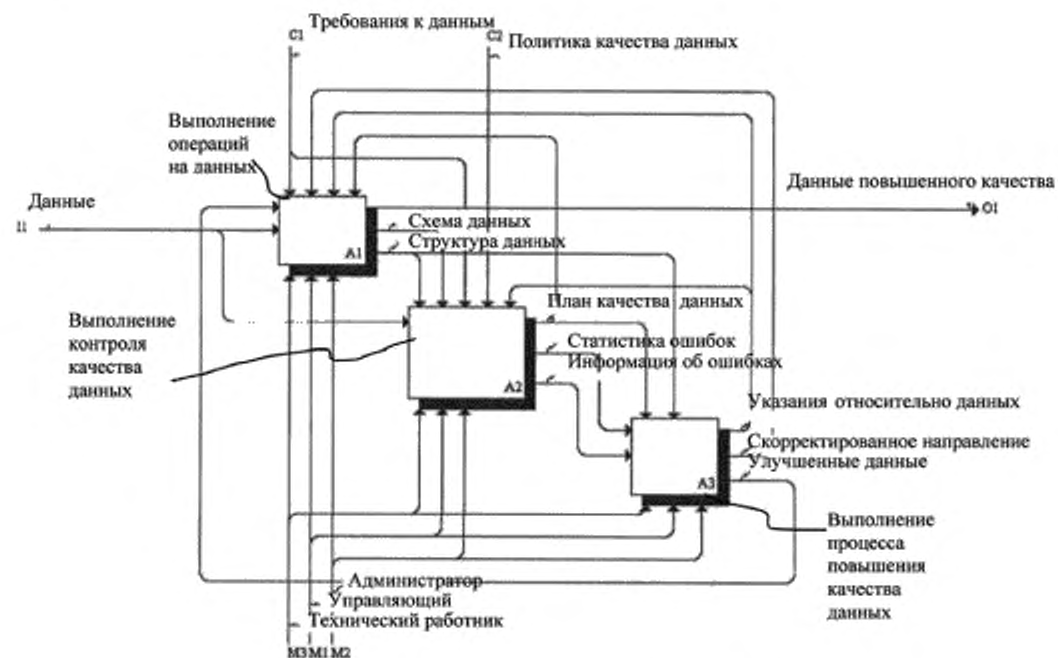 Требования к данным
C1
C2
Политика качества данных
Выполнение
операций
на данных
Данные повышенного качества
Данные
I1
O1
Схема данных
Структура данных
A1
План качества данных
Выполнение
контроля
качества
данных
Статистика ошибок
Информация об ошибках
A2
Указания относительно данных
Скорректированное направление
Улучшенные данные
A3
Выполнение
процесса
повышения
качества
данных
Администратор
Управляющий
Технический работник
M3 M1 M2